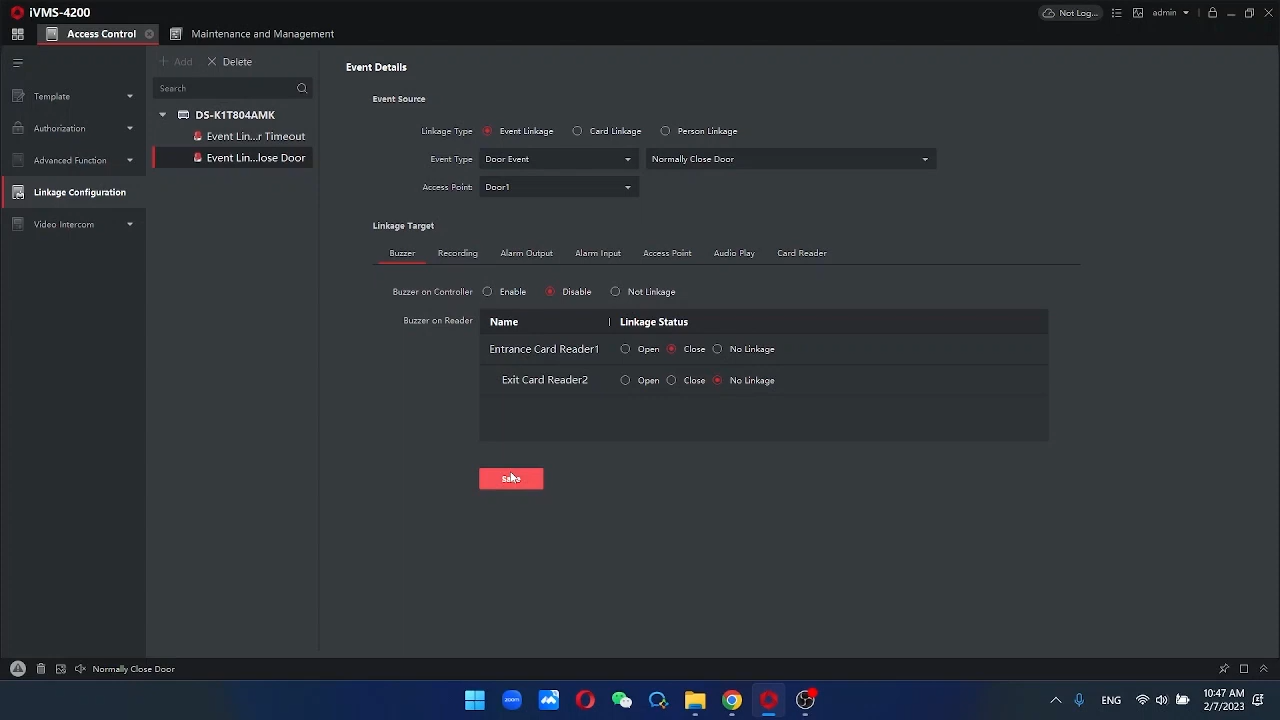 iVMS-4200
Not Log... admin
Access Control Maintenance and Management
Add Delete
Search
DS-K1T804AMK
Event Lin...r Timeout
Event Lin...lose Door
Template
Authorization
Advanced Function
Linkage Configuration
Video Intercom
Event Details
Event Source
Linkage Type Event Linkage Card Linkage Person Linkage
Event Type Door Event Normally Close Door
Access Point Door1
Linkage Target
Buzzer Recording Alarm Output Alarm Input Access Point Audio Play Card Reader
Buzzer on Controller Enable Disable Not Linkage
Buzzer on Reader Name Linkage Status
Entrance Card Reader1 Open Close No Linkage
Exit Card Reader2 Open Close No Linkage
Save
Normally Close Door
zoom
ENG 10:47 AM
2/7/2023